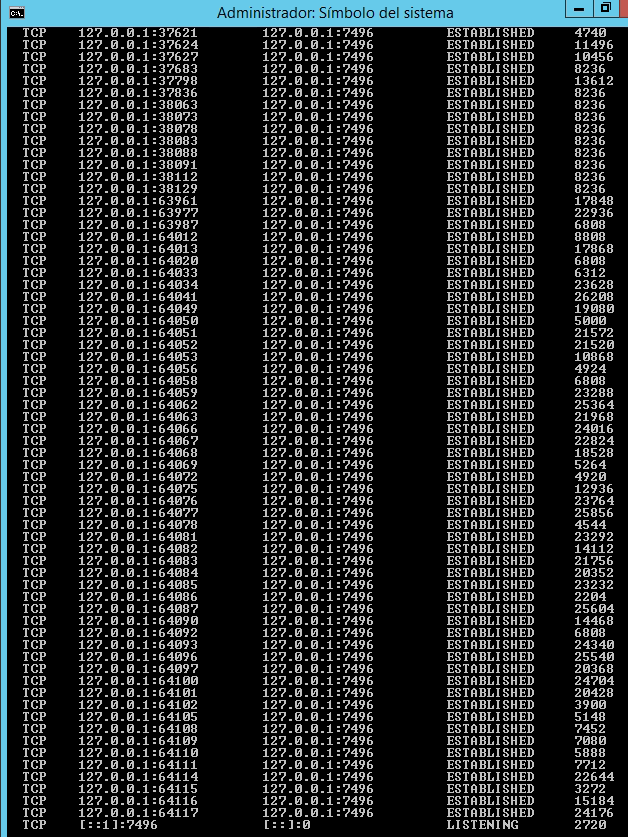 Administrador: Símbolo del sistema
TCP 127.0.0.1:37621 127.0.0.1:7496 ESTABLISHED 4740
TCP 127.0.0.1:37624 127.0.0.1:7496 ESTABLISHED 11496
TCP 127.0.0.1:37627 127.0.0.1:7496 ESTABLISHED 10456
TCP 127.0.0.1:37683 127.0.0.1:7496 ESTABLISHED 8236
TCP 127.0.0.1:37798 127.0.0.1:7496 ESTABLISHED 13612
TCP 127.0.0.1:37836 127.0.0.1:7496 ESTABLISHED 8236
TCP 127.0.0.1:38063 127.0.0.1:7496 ESTABLISHED 8236
TCP 127.0.0.1:38073 127.0.0.1:7496 ESTABLISHED 8236
TCP 127.0.0.1:38078 127.0.0.1:7496 ESTABLISHED 8236
TCP 127.0.0.1:38083 127.0.0.1:7496 ESTABLISHED 8236
TCP 127.0.0.1:38088 127.0.0.1:7496 ESTABLISHED 8236
TCP 127.0.0.1:38091 127.0.0.1:7496 ESTABLISHED 8236
TCP 127.0.0.1:38112 127.0.0.1:7496 ESTABLISHED 8236
TCP 127.0.0.1:38129 127.0.0.1:7496 ESTABLISHED 8236
TCP 127.0.0.1:63961 127.0.0.1:7496 ESTABLISHED 17848
TCP 127.0.0.1:63977 127.0.0.1:7496 ESTABLISHED 22936
TCP 127.0.0.1:63987 127.0.0.1:7496 ESTABLISHED 6808
TCP 127.0.0.1:64012 127.0.0.1:7496 ESTABLISHED 8808
TCP 127.0.0.1:64013 127.0.0.1:7496 ESTABLISHED 17868
TCP 127.0.0.1:64020 127.0.0.1:7496 ESTABLISHED 6808
TCP 127.0.0.1:64033 127.0.0.1:7496 ESTABLISHED 6312
TCP 127.0.0.1:64034 127.0.0.1:7496 ESTABLISHED 23628
TCP 127.0.0.1:64041 127.0.0.1:7496 ESTABLISHED 26208
TCP 127.0.0.1:64049 127.0.0.1:7496 ESTABLISHED 19080
TCP 127.0.0.1:64050 127.0.0.1:7496 ESTABLISHED 5000
TCP 127.0.0.1:64051 127.0.0.1:7496 ESTABLISHED 21572
TCP 127.0.0.1:64052 127.0.0.1:7496 ESTABLISHED 21520
TCP 127.0.0.1:64053 127.0.0.1:7496 ESTABLISHED 10868
TCP 127.0.0.1:64056 127.0.0.1:7496 ESTABLISHED 4924
TCP 127.0.0.1:64058 127.0.0.1:7496 ESTABLISHED 6808
TCP 127.0.0.1:64059 127.0.0.1:7496 ESTABLISHED 23288
TCP 127.0.0.1:64062 127.0.0.1:7496 ESTABLISHED 25364
TCP 127.0.0.1:64063 127.0.0.1:7496 ESTABLISHED 21968
TCP 127.0.0.1:64066 127.0.0.1:7496 ESTABLISHED 24016
TCP 127.0.0.1:64067 127.0.0.1:7496 ESTABLISHED 22824
TCP 127.0.0.1:64068 127.0.0.1:7496 ESTABLISHED 18528
TCP 127.0.0.1:64069 127.0.0.1:7496 ESTABLISHED 5264
TCP 127.0.0.1:64072 127.0.0.1:7496 ESTABLISHED 4920
TCP 127.0.0.1:64075 127.0.0.1:7496 ESTABLISHED 12936
TCP 127.0.0.1:64076 127.0.0.1:7496 ESTABLISHED 23764
TCP 127.0.0.1:64077 127.0.0.1:7496 ESTABLISHED 25856
TCP 127.0.0.1:64078 127.0.0.1:7496 ESTABLISHED 4544
TCP 127.0.0.1:64081 127.0.0.1:7496 ESTABLISHED 23292
TCP 127.0.0.1:64082 127.0.0.1:7496 ESTABLISHED 14112
TCP 127.0.0.1:64083 127.0.0.1:7496 ESTABLISHED 21756
TCP 127.0.0.1:64084 127.0.0.1:7496 ESTABLISHED 20352
TCP 127.0.0.1:64085 127.0.0.1:7496 ESTABLISHED 23232
TCP 127.0.0.1:64086 127.0.0.1:7496 ESTABLISHED 2204
TCP 127.0.0.1:64087 127.0.0.1:7496 ESTABLISHED 25604
TCP 127.0.0.1:64090 127.0.0.1:7496 ESTABLISHED 14468
TCP 127.0.0.1:64092 127.0.0.1:7496 ESTABLISHED 6808
TCP 127.0.0.1:64093 127.0.0.1:7496 ESTABLISHED 24340
TCP 127.0.0.1:64096 127.0.0.1:7496 ESTABLISHED 25540
TCP 127.0.0.1:64097 127.0.0.1:7496 ESTABLISHED 20368
TCP 127.0.0.1:64100 127.0.0.1:7496 ESTABLISHED 24704
TCP 127.0.0.1:64101 127.0.0.1:7496 ESTABLISHED 20428
TCP 127.0.0.1:64102 127.0.0.1:7496 ESTABLISHED 3900
TCP 127.0.0.1:64105 127.0.0.1:7496 ESTABLISHED 5148
TCP 127.0.0.1:64108 127.0.0.1:7496 ESTABLISHED 7452
TCP 127.0.0.1:64109 127.0.0.1:7496 ESTABLISHED 7080
TCP 127.0.0.1:64110 127.0.0.1:7496 ESTABLISHED 5888
TCP 127.0.0.1:64111 127.0.0.1:7496 ESTABLISHED 7712
TCP 127.0.0.1:64114 127.0.0.1:7496 ESTABLISHED 22644
TCP 127.0.0.1:64115 127.0.0.1:7496 ESTABLISHED 3272
TCP 127.0.0.1:64116 127.0.0.1:7496 ESTABLISHED 15184
TCP 127.0.0.1:64117 127.0.0.1:7496 ESTABLISHED 24176
TCP [::1]:7496 [::]:0 LISTENING 2720